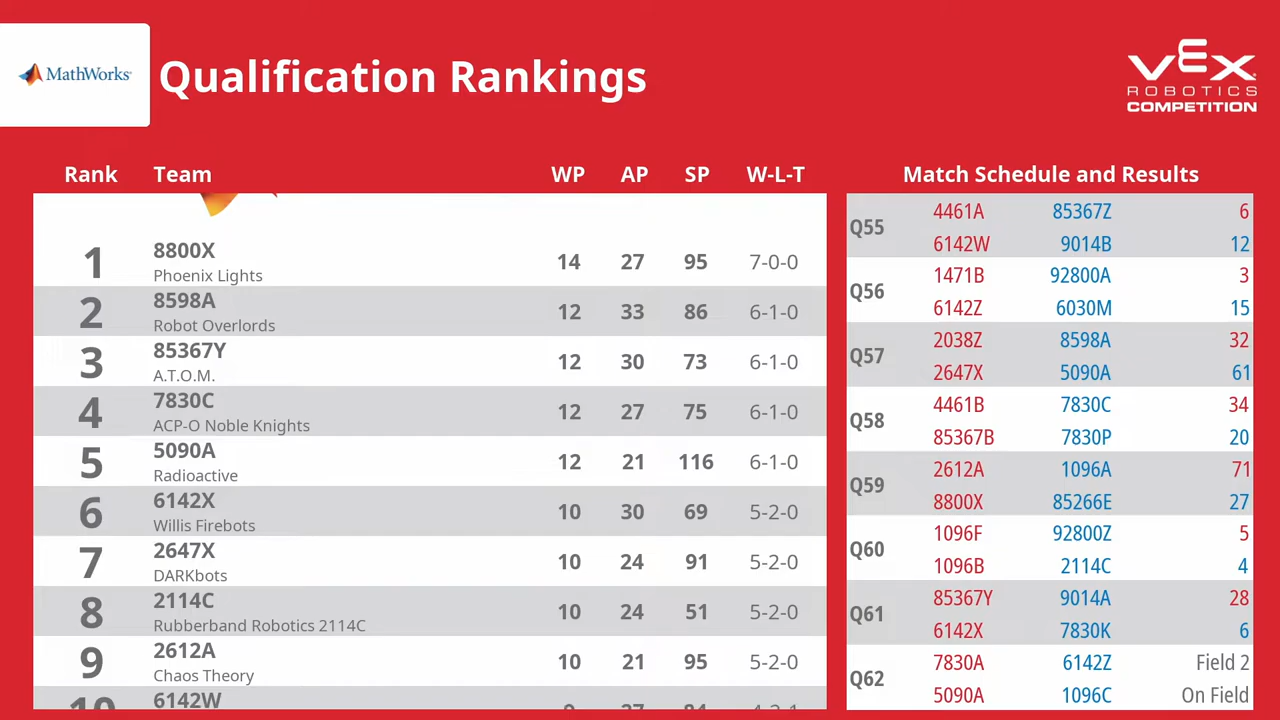 MathWorks
Qualification Rankings
VEX
ROBOTICS
COMPETITION
Rank Team WP AP SP W-L-T
1 8800X 14 27 95 7-0-0
Phoenix Lights
2 8598A 12 33 86 6-1-0
Robot Overlords
3 85367Y 12 30 73 6-1-0
A.T.O.M.
4 7830C 12 27 75 6-1-0
ACP-O Noble Knights
5 5090A 12 21 116 6-1-0
Radioactive
6 6142X 10 30 69 5-2-0
Willis Firebots
7 2647X 10 24 91 5-2-0
DARKbots
8 2114C 10 24 51 5-2-0
Rubberband Robotics 2114C
9 2612A 10 21 95 5-2-0
Chaos Theory
10 6142W 9 27 84 4-2-1
Match Schedule and Results
Q55 4461A 85367Z 6
6142W 9014B 12
Q56 1471B 92800A 3
6142Z 6030M 15
Q57 2038Z 8598A 32
2647X 5090A 61
Q58 4461B 7830C 34
85367B 7830P 20
Q59 2612A 1096A 71
8800X 85266E 27
Q60 1096F 92800Z 5
1096B 2114C 4
Q61 85367Y 9014A 28
6142X 7830K 6
Q62 7830A 6142Z Field 2
5090A 1096C On Field